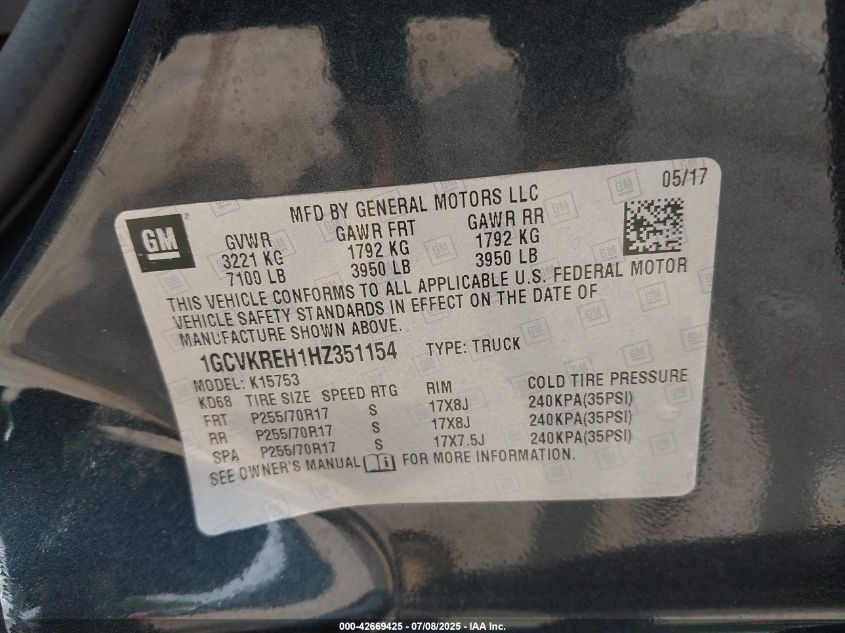 05/17
MFD BY GENERAL MOTORS LLC
GM
GVWR GAWR FRT GAWR RR
3221 KG 1792 KG 1792 KG
7100 LB 3950 LB 3950 LB
THIS VEHICLE CONFORMS TO ALL APPLICABLE U.S. FEDERAL MOTOR
VEHICLE SAFETY STANDARDS IN EFFECT ON THE DATE OF
MANUFACTURE SHOWN ABOVE.
1GCVKREH1HZ351154 TYPE: TRUCK
MODEL: K15753
KD68 TIRE SIZE SPEED RTG RIM COLD TIRE PRESSURE
FRT P255/70R17 S 17X8J 240KPA(35PSI)
RR P255/70R17 S 17X8J 240KPA(35PSI)
SPA P255/70R17 S 17X7.5J 240KPA(35PSI)
SEE OWNER'S MANUAL FOR MORE INFORMATION.
000-42669425 - 07/08/2025 - IAA Inc.